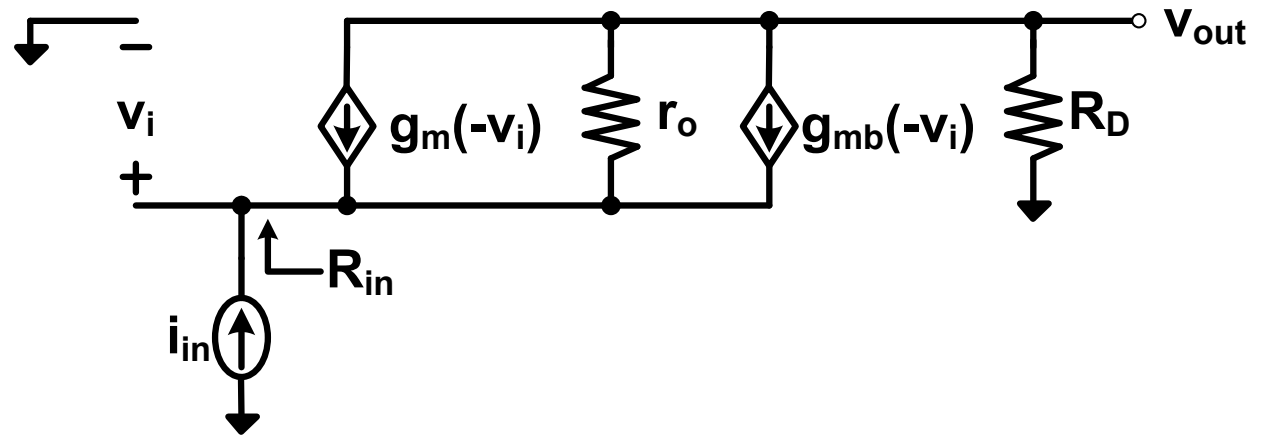 v_out
−
v_i
+
g_m(-v_i)
r_o
g_mb(-v_i)
R_D
R_in
i_in